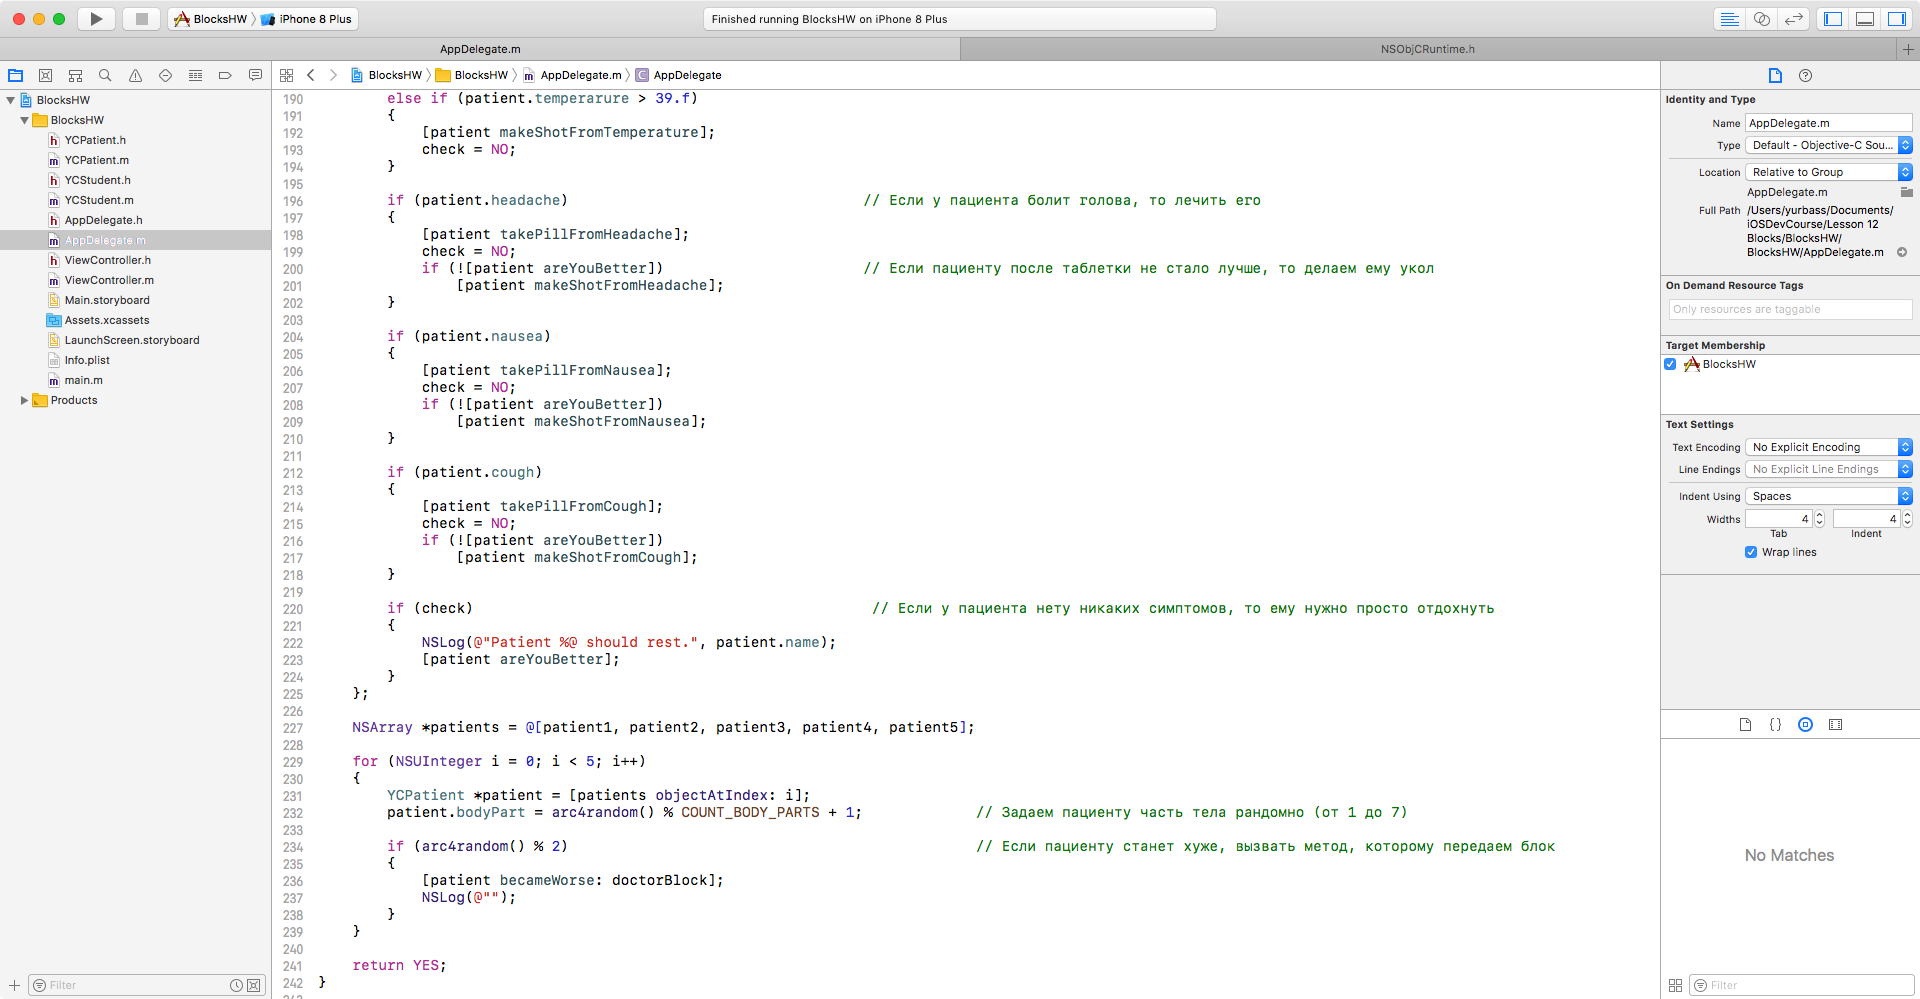 BlocksHW
iPhone 8 Plus
Finished running BlocksHW on iPhone 8 Plus
AppDelegate.m
NSObjCRuntime.h
BlocksHW
BlocksHW
AppDelegate.m
C AppDelegate
BlocksHW
BlocksHW
h YCPatient.h
m YCPatient.m
h YCStudent.h
m YCStudent.m
h AppDelegate.h
m AppDelegate.m
h ViewController.h
m ViewController.m
Main.storyboard
Assets.xcassets
LaunchScreen.storyboard
Info.plist
m main.m
Products
Filter
190 else if (patient.temperarure > 39.f)
191 {
192 [patient makeShotFromTemperature];
193 check = NO;
194 }
195
196 if (patient.headache) // Если у пациента болит голова, то лечить его
197 {
198 [patient takePillFromHeadache];
199 check = NO;
200 if (![patient areYouBetter]) // Если пациенту после таблетки не стало лучше, то делаем ему укол
201 [patient makeShotFromHeadache];
202 }
203
204 if (patient.nausea)
205 {
206 [patient takePillFromNausea];
207 check = NO;
208 if (![patient areYouBetter])
209 [patient makeShotFromNausea];
210 }
211
212 if (patient.cough)
213 {
214 [patient takePillFromCough];
215 check = NO;
216 if (![patient areYouBetter])
217 [patient makeShotFromCough];
218 }
219
220 if (check) // Если у пациента нету никаких симптомов, то ему нужно просто отдохнуть
221 {
222 NSLog(@"Patient %@ should rest.", patient.name);
223 [patient areYouBetter];
224 }
225 };
226
227 NSArray *patients = @[patient1, patient2, patient3, patient4, patient5];
228
229 for (NSUInteger i = 0; i < 5; i++)
230 {
231 YCPatient *patient = [patients objectAtIndex: i];
232 patient.bodyPart = arc4random() % COUNT_BODY_PARTS + 1; // Задаем пациенту часть тела рандомно (от 1 до 7)
233
234 if (arc4random() % 2) // Если пациенту станет хуже, вызвать метод, которому передаем блок
235 {
236 [patient becameWorse: doctorBlock];
237 NSLog(@"");
238 }
239 }
240
241 return YES;
242 }
Identity and Type
Name AppDelegate.m
Type Default - Objective-C Sou...
Location Relative to Group
AppDelegate.m
Full Path /Users/yurbass/Documents/
iOSDevCourse/Lesson 12
Blocks/BlocksHW/
BlocksHW/AppDelegate.m
On Demand Resource Tags
Only resources are taggable
Target Membership
BlocksHW
Text Settings
Text Encoding No Explicit Encoding
Line Endings No Explicit Line Endings
Indent Using Spaces
Widths 4 4
Tab Indent
Wrap lines
No Matches
Filter